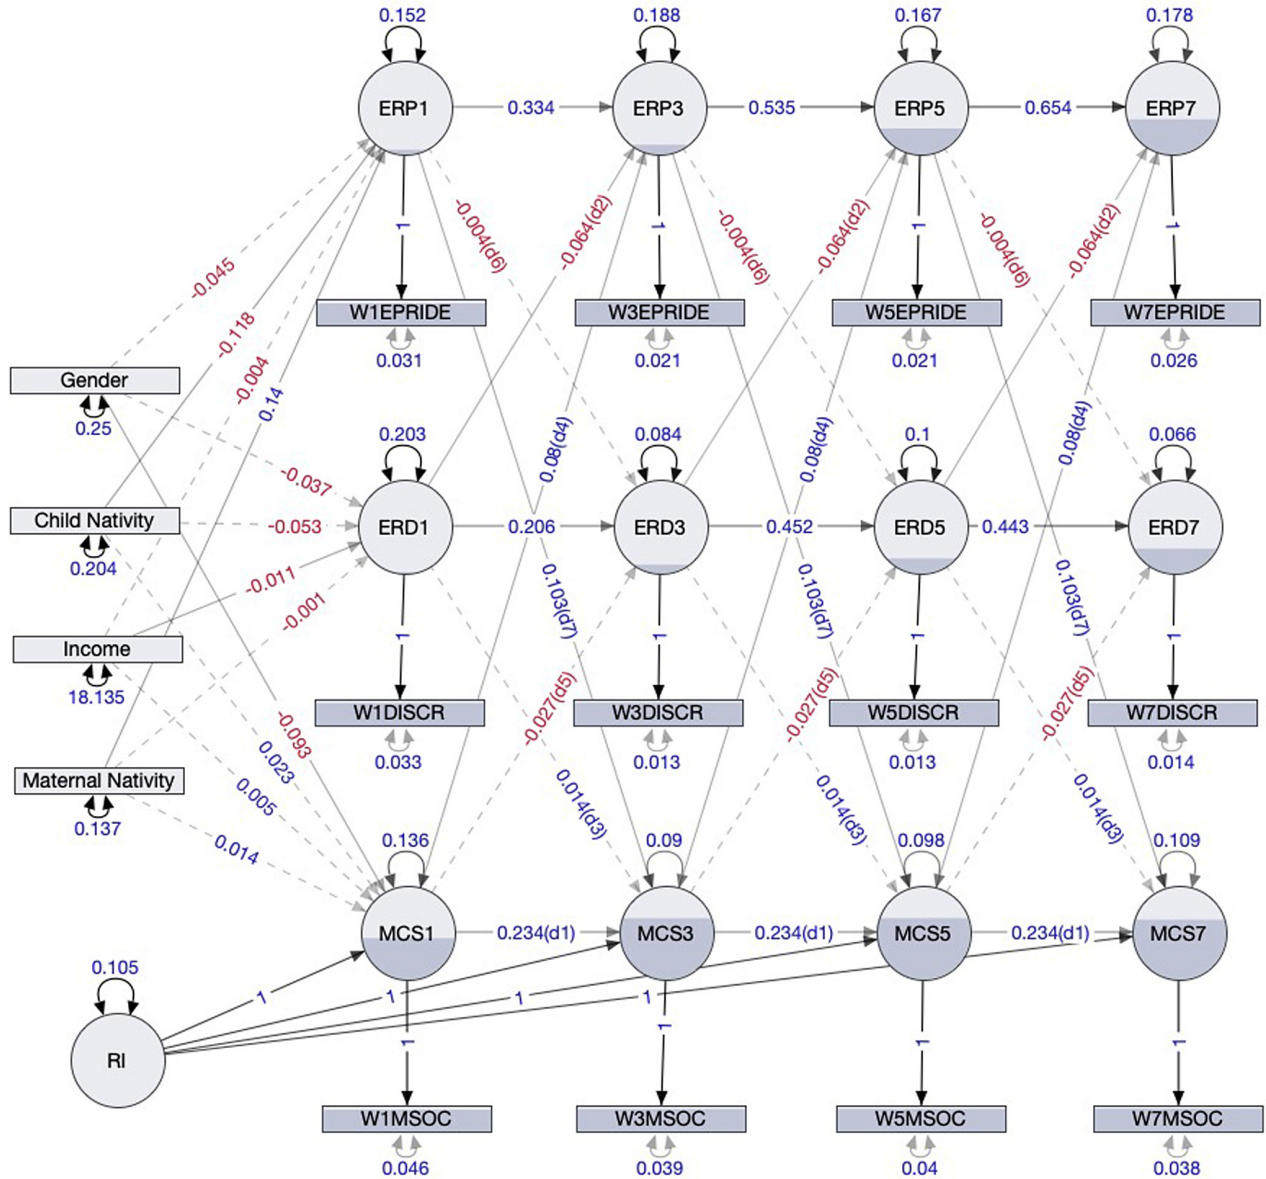 0.152
0.188
0.167
0.178
ERP1
0.334
ERP3
0.535
ERP5
0.654
ERP7
-0.004(d6)
-0.064(d2)
-0.004(d6)
-0.064(d2)
-0.004(d6)
-0.064(d2)
1
1
1
1
-0.045
W1EPRIDE
W3EPRIDE
W5EPRIDE
W7EPRIDE
-0.118
0.031
0.021
0.021
0.026
-0.004
Gender
0.14
0.25
0.203
0.084
0.1
0.066
0.08(d4)
0.08(d4)
0.08(d4)
-0.037
Child Nativity
-0.053
ERD1
0.206
ERD3
0.452
ERD5
0.443
ERD7
0.204
-0.011
-0.001
0.103(d7)
0.103(d7)
0.103(d7)
Income
1
1
1
1
18.135
-0.027(d5)
-0.027(d5)
-0.027(d5)
W1DISCR
W3DISCR
W5DISCR
W7DISCR
-0.093
0.033
0.013
0.013
0.014
0.023
Maternal Nativity
0.005
0.014(d3)
0.014(d3)
0.014(d3)
0.137
0.014
0.136
0.09
0.098
0.109
MCS1
0.234(d1)
MCS3
0.234(d1)
MCS5
0.234(d1)
MCS7
0.105
1
1
1
1
RI
1
1
1
1
W1MSOC
W3MSOC
W5MSOC
W7MSOC
0.046
0.039
0.04
0.038